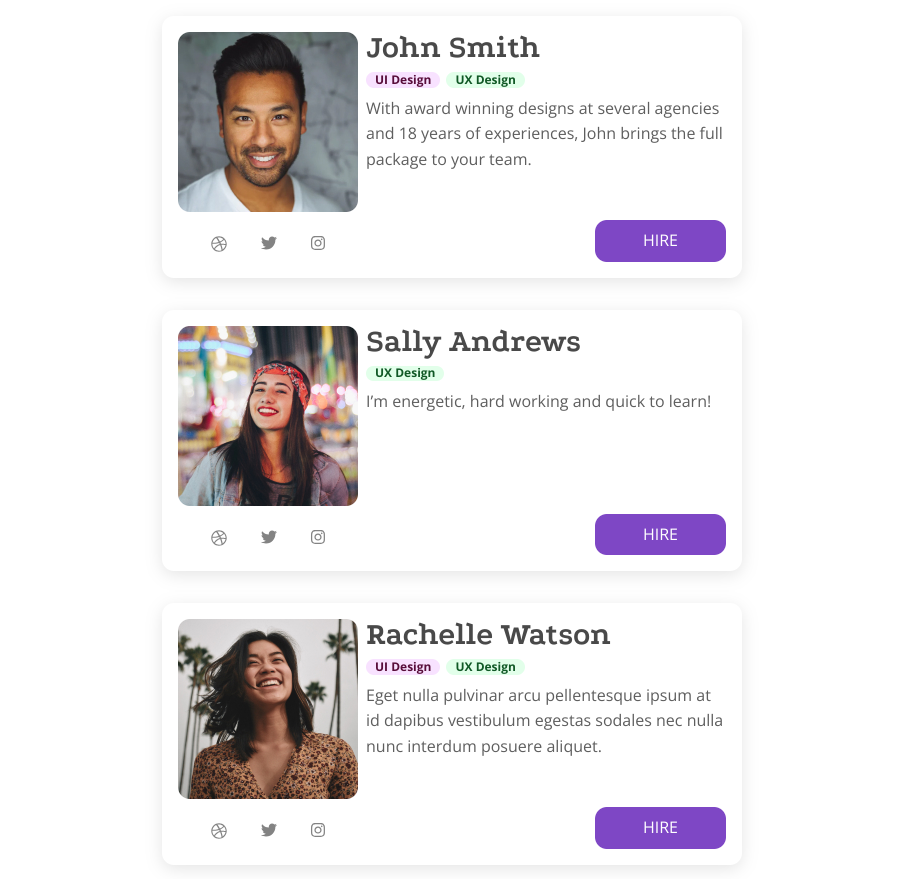 John Smith
UI Design UX Design
With award winning designs at several agencies
and 18 years of experiences, John brings the full
package to your team.
HIRE
Sally Andrews
UX Design
I'm energetic, hard working and quick to learn!
HIRE
Rachelle Watson
UI Design UX Design
Eget nulla pulvinar arcu pellentesque ipsum at
id dapibus vestibulum egestas sodales nec nulla
nunc interdum posuere aliquet.
HIRE